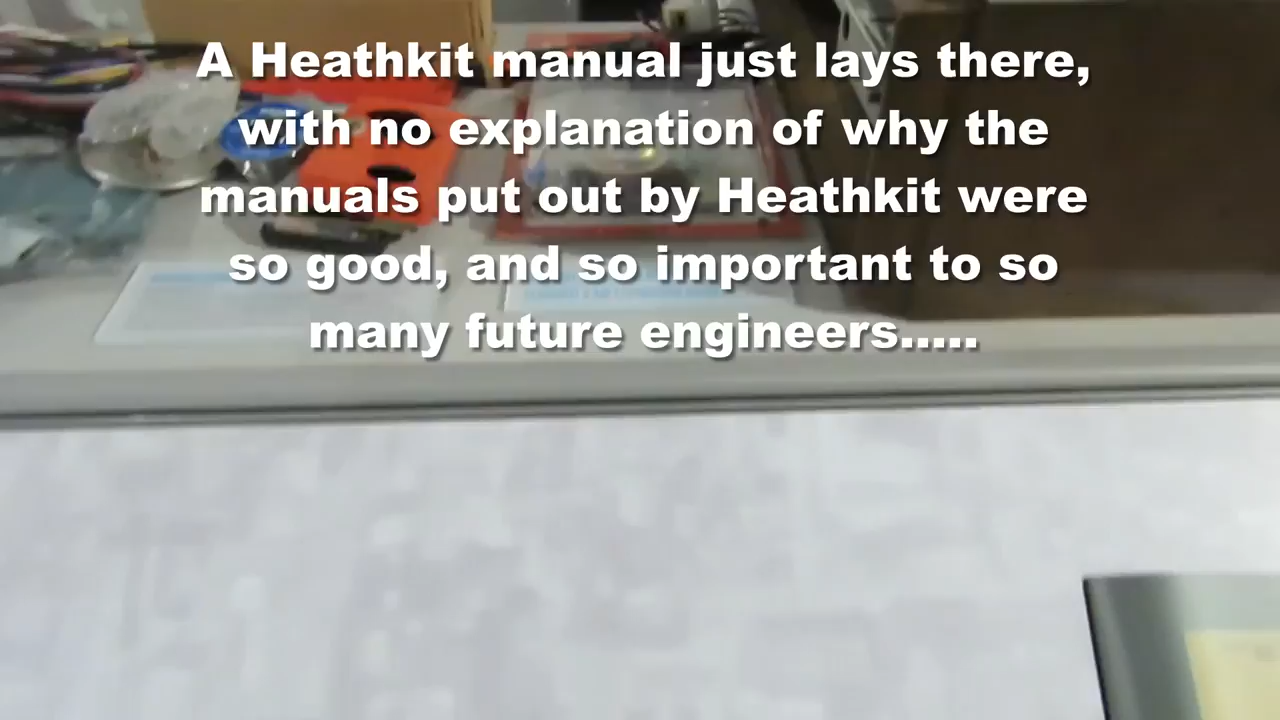 A Heathkit manual just lays there,
with no explanation of why the
manuals put out by Heathkit were
so good, and so important to so
many future engineers.....